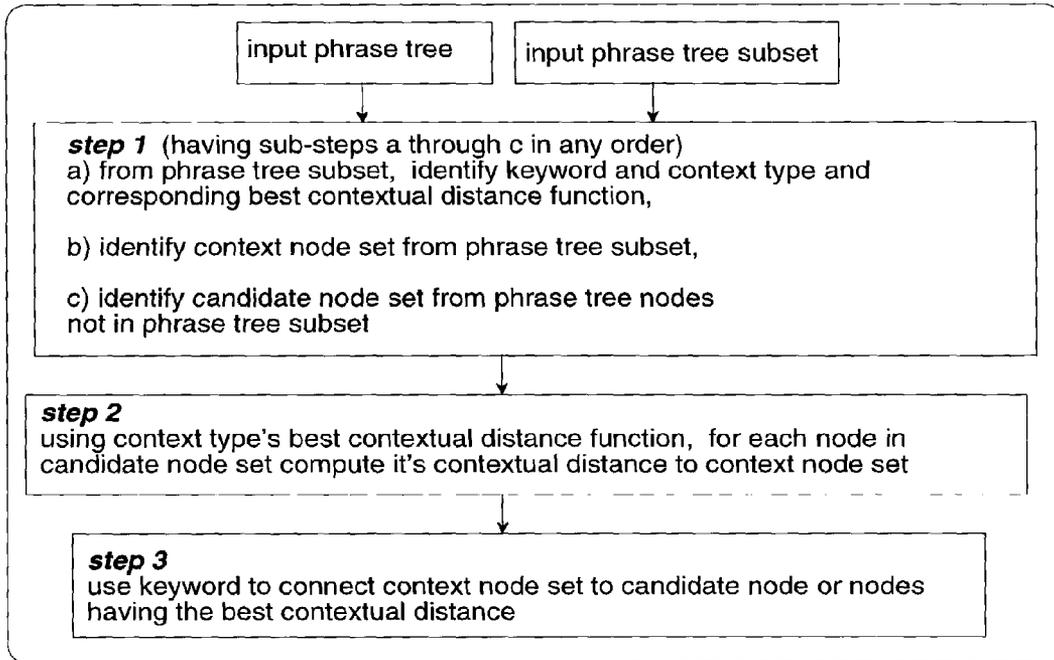 input phrase tree
input phrase tree subset
step 1 (having sub-steps a through c in any order)
a) from phrase tree subset, identify keyword and context type and
corresponding best contextual distance function,
b) identify context node set from phrase tree subset,
c) identify candidate node set from phrase tree nodes
not in phrase tree subset
step 2
using context type's best contextual distance function, for each node in
candidate node set compute it's contextual distance to context node set
step 3
use keyword to connect context node set to candidate node or nodes
having the best contextual distance